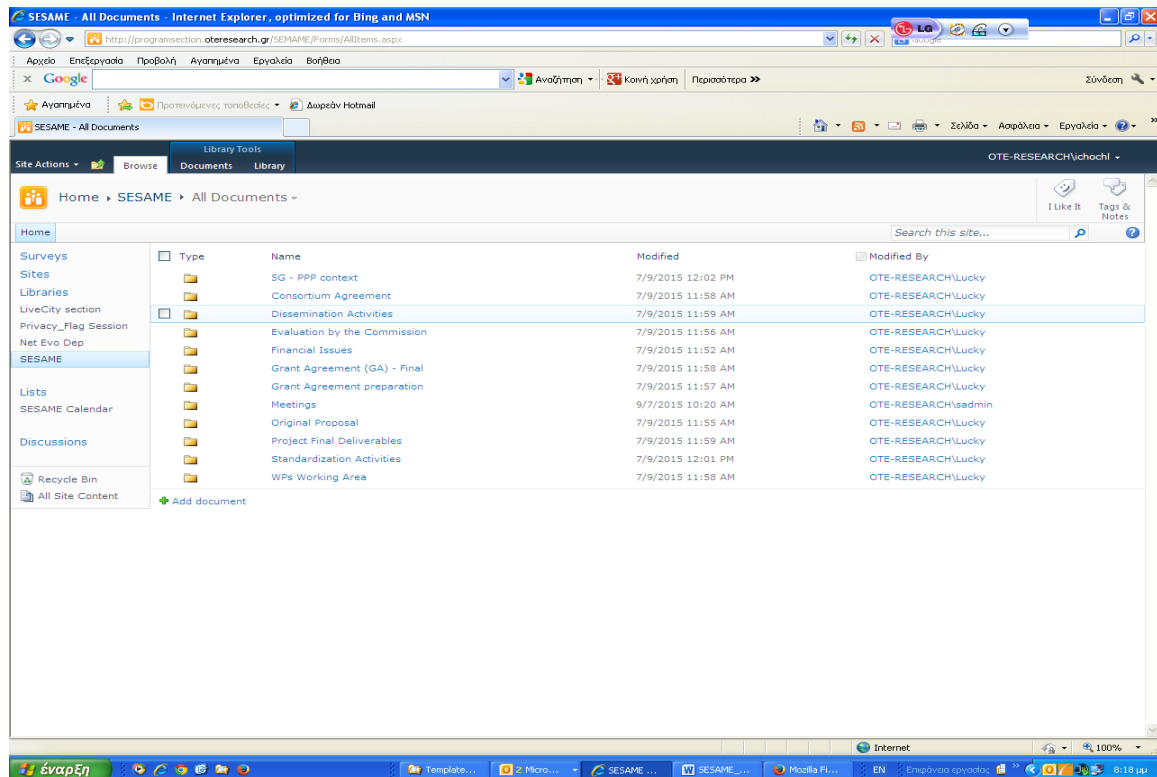 SESAME - All Documents - Internet Explorer, optimized for Bing and MSN
LG
http://programsection.oteresearch.gr/SEMAME/Forms/AllItems.aspx
Google
Αρχείο Επεξεργασία Προβολή Αγαπημένα Εργαλεία Βοήθεια
x Google Αναζήτηση Κοινή χρήση Περισσότερα >> Σύνδεση
Αγαπημένα Προτεινόμενες τοποθεσίες Δωρεάν Hotmail
SESAME - All Documents Σελίδα Ασφάλεια Εργαλεία
Library Tools
Site Actions Browse Documents Library OTE-RESEARCH\ichochl
Home SESAME All Documents
I Like It Tags & Notes
Home Search this site...
Surveys
Sites
Libraries
LiveCity section
Privacy_Flag Session
Net Evo Dep
SESAME
Lists
SESAME Calendar
Discussions
Recycle Bin
All Site Content
Type Name Modified Modified By
5G - PPP context 7/9/2015 12:02 PM OTE-RESEARCH\Lucky
Consortium Agreement 7/9/2015 11:58 AM OTE-RESEARCH\Lucky
Dissemination Activities 7/9/2015 11:59 AM OTE-RESEARCH\Lucky
Evaluation by the Commission 7/9/2015 11:56 AM OTE-RESEARCH\Lucky
Financial Issues 7/9/2015 11:52 AM OTE-RESEARCH\Lucky
Grant Agreement (GA) - Final 7/9/2015 11:58 AM OTE-RESEARCH\Lucky
Grant Agreement preparation 7/9/2015 11:57 AM OTE-RESEARCH\Lucky
Meetings 9/7/2015 10:20 AM OTE-RESEARCH\sadmin
Original Proposal 7/9/2015 11:55 AM OTE-RESEARCH\Lucky
Project Final Deliverables 7/9/2015 11:59 AM OTE-RESEARCH\Lucky
Standardization Activities 7/9/2015 12:01 PM OTE-RESEARCH\Lucky
WPs Working Area 7/9/2015 11:58 AM OTE-RESEARCH\Lucky
Add document
Internet 100%
έναρξη Template... 2 Micro... SESAME ... SESAME_... Mozilla Fi... EN Επιφάνεια εργασίας 8:18 μμ